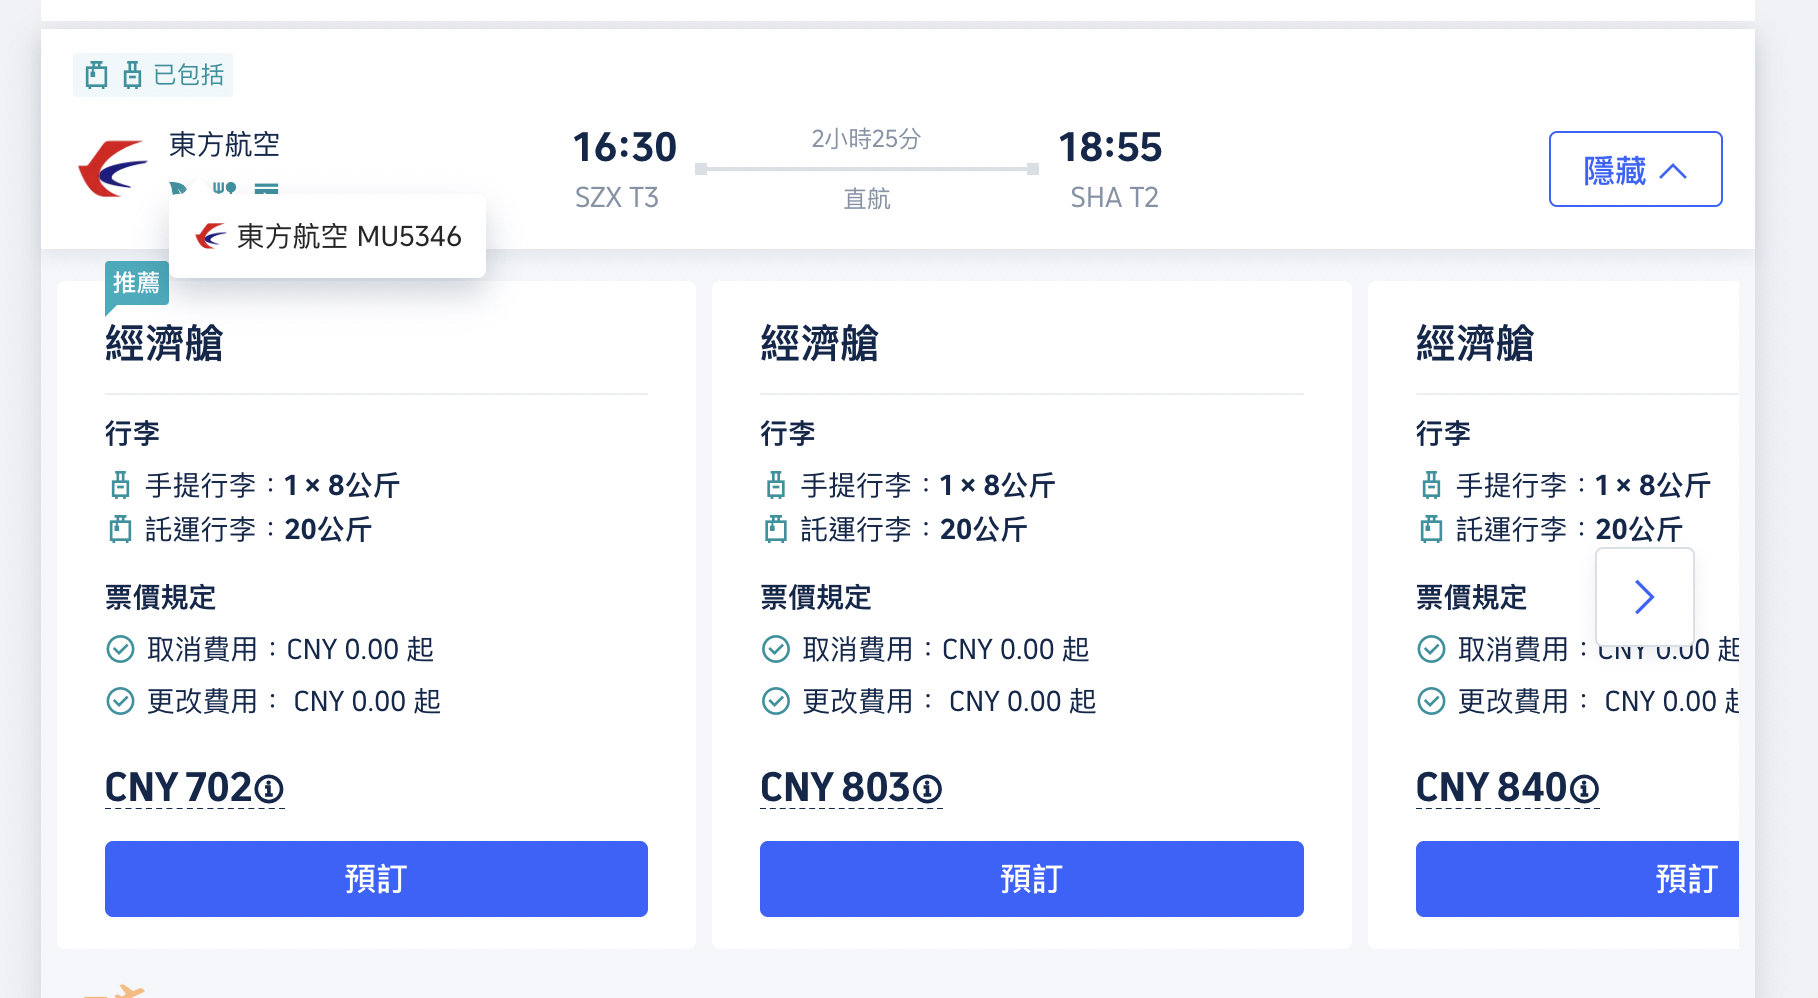 已包括
東方航空
16:30
2小時25分
18:55
SZX T3
直航
SHA T2
隱藏
東方航空 MU5346
推薦
經濟艙
行李
手提行李：1 × 8公斤
託運行李：20公斤
票價規定
取消費用：CNY 0.00 起
更改費用： CNY 0.00 起
CNY 702
預訂
經濟艙
行李
手提行李：1 × 8公斤
託運行李：20公斤
票價規定
取消費用：CNY 0.00 起
更改費用： CNY 0.00 起
CNY 803
預訂
經濟艙
行李
手提行李：1 × 8公斤
託運行李：20公斤
票價規定
取消費用：CNY 0.00 起
更改費用： CNY 0.00 起
CNY 840
預訂